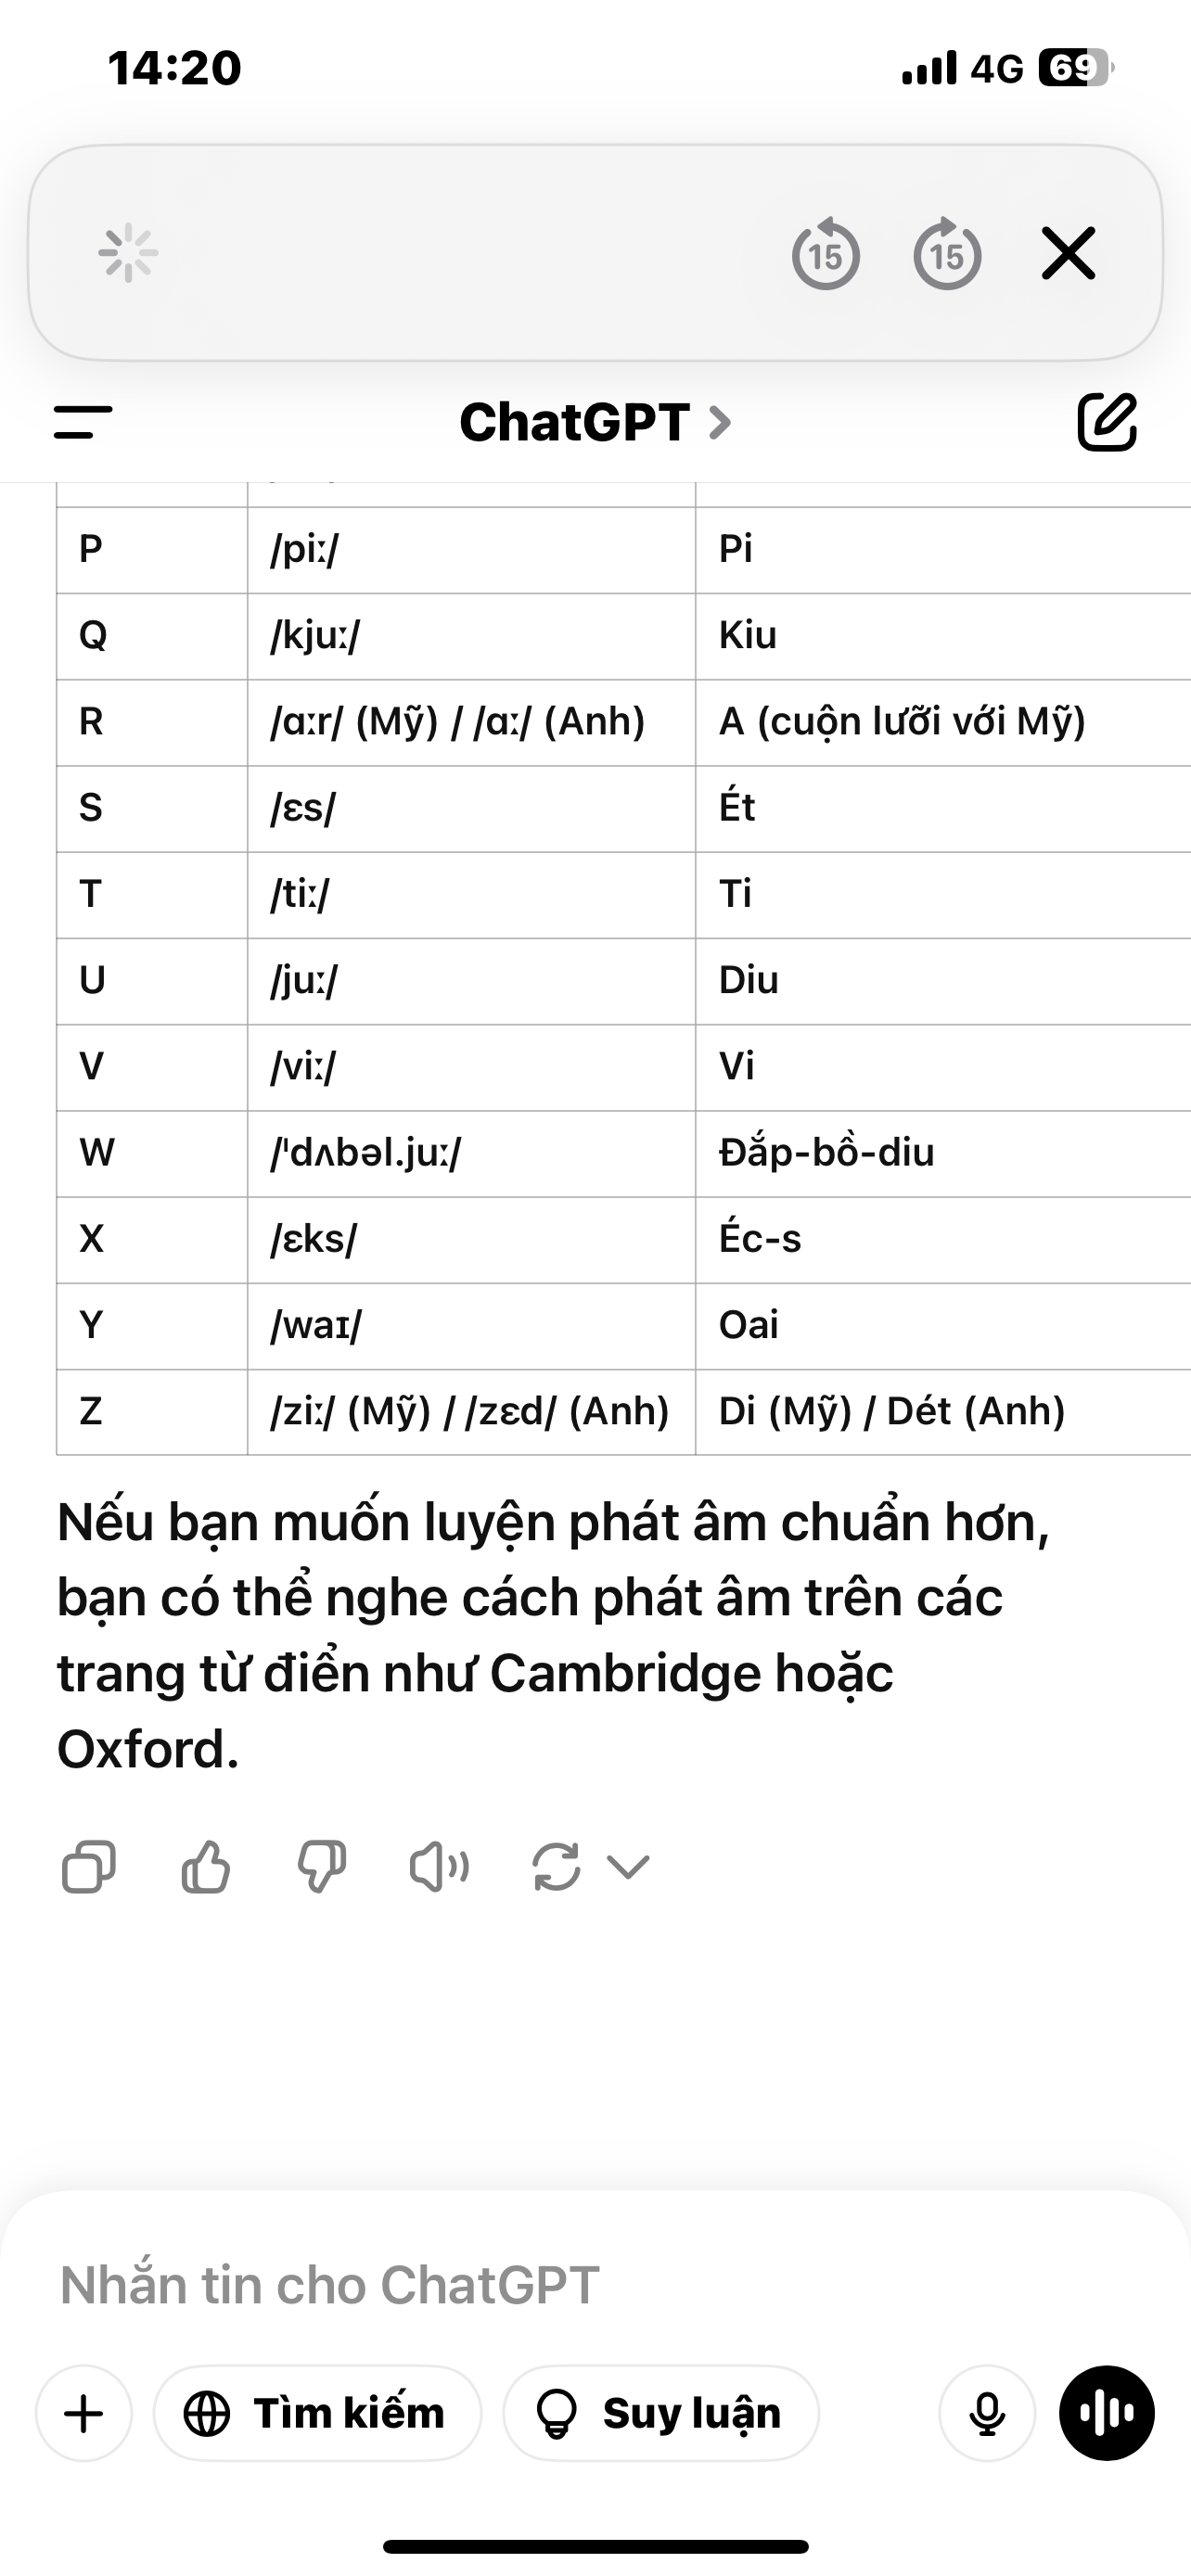 14:20 4G 69
15 15
ChatGPT
P /piː/ Pi
Q /kjuː/ Kiu
R /ɑːr/ (Mỹ) / /ɑː/ (Anh) A (cuộn lưỡi với Mỹ)
S /ɛs/ Ét
T /tiː/ Ti
U /juː/ Diu
V /viː/ Vi
W /ˈdʌbəl.juː/ Đắp-bồ-diu
X /ɛks/ Éc-s
Y /waɪ/ Oai
Z /ziː/ (Mỹ) / /zɛd/ (Anh) Di (Mỹ) / Dét (Anh)
Nếu bạn muốn luyện phát âm chuẩn hơn,
bạn có thể nghe cách phát âm trên các
trang từ điển như Cambridge hoặc
Oxford.
Nhắn tin cho ChatGPT
Tìm kiếm Suy luận